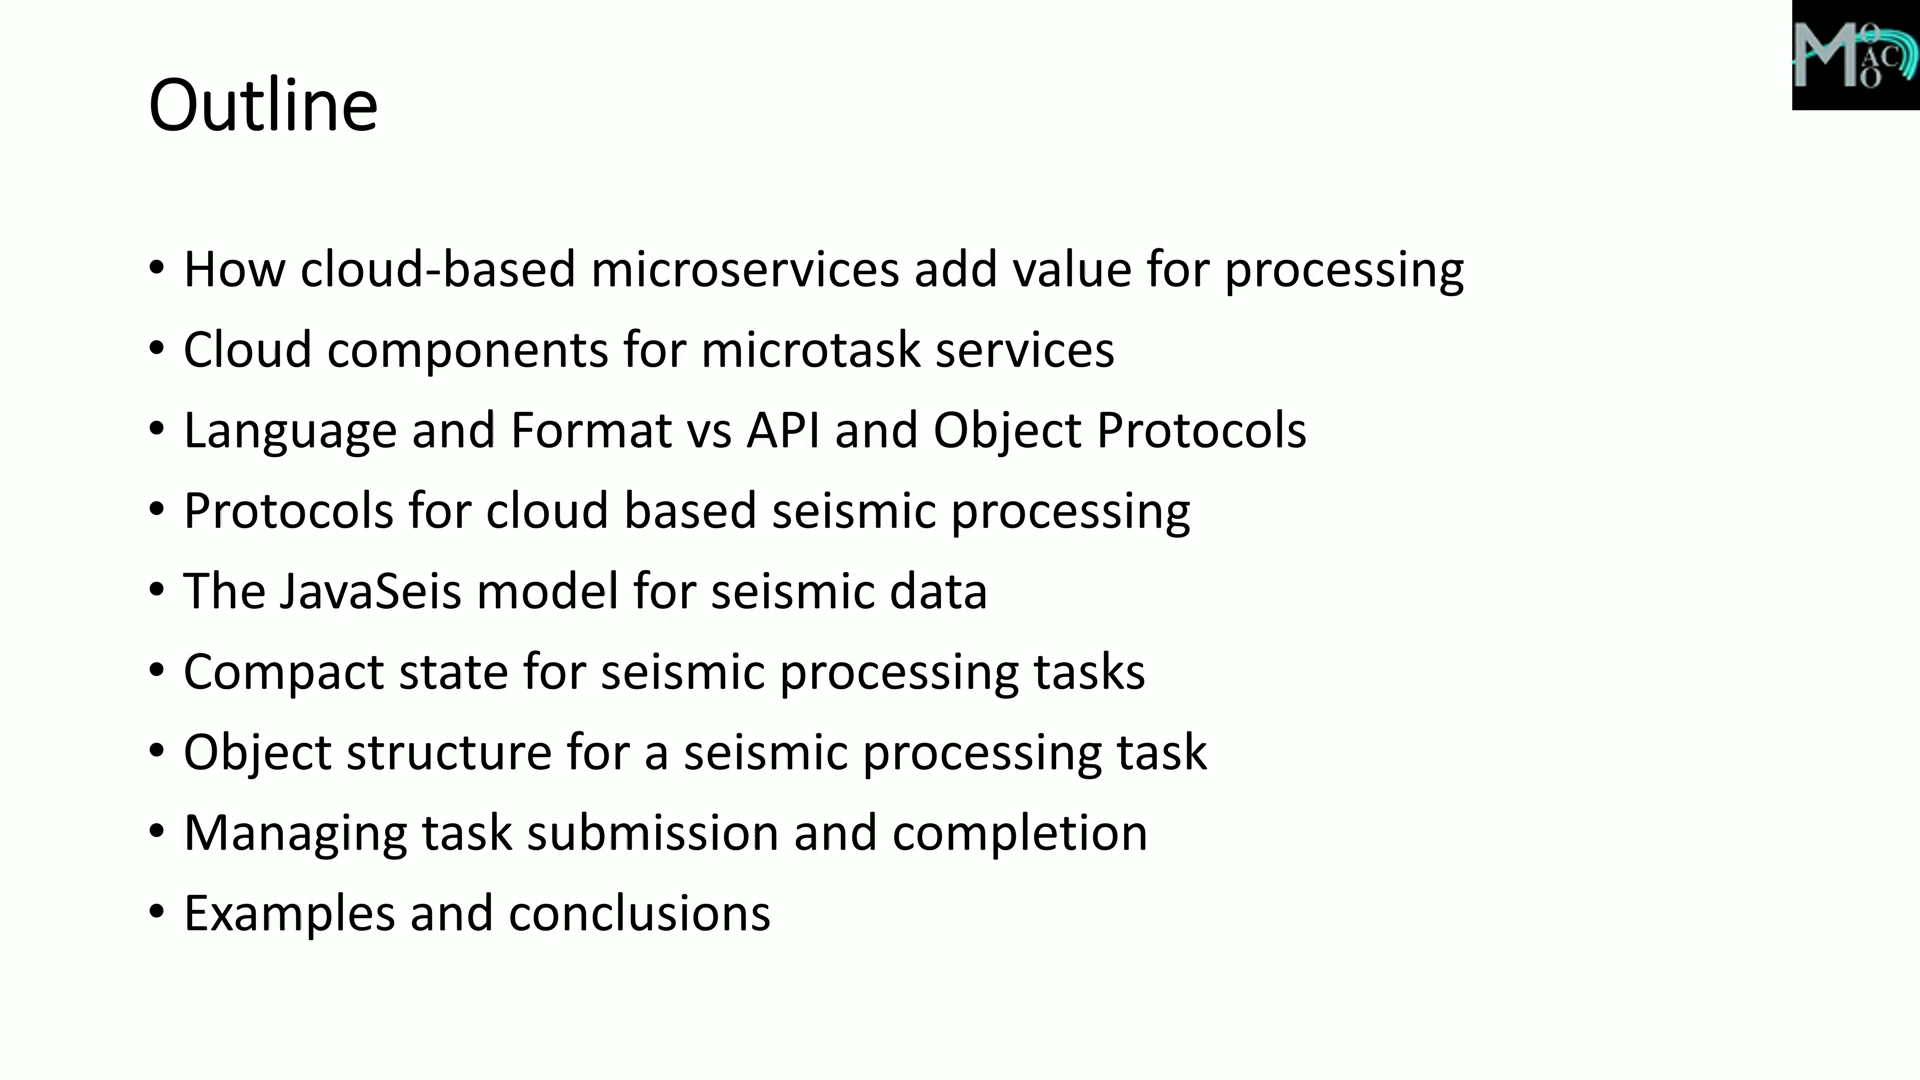 Outline
• How cloud-based microservices add value for processing
• Cloud components for microtask services
• Language and Format vs API and Object Protocols
• Protocols for cloud based seismic processing
• The JavaSeis model for seismic data
• Compact state for seismic processing tasks
• Object structure for a seismic processing task
• Managing task submission and completion
• Examples and conclusions